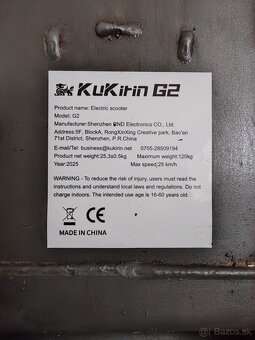 KuKirin G2
Product name: Electric scooter
Model: G2
Manufacturer:Shenzhen RND Electronics CO., Ltd.
Address:5F, BlockA, RongXinXing Creative park, Bao'an
71st District, Shenzhen, P.R.China
E-mail/Tel: business@kukirin.net 0755-28509194
Product net weight:25.3±0.5kg Maximum weight:120kg
Year:2025 Max speed:25 km/h
WARNING - To reduce the risk of injury, users must read the
instructions and understand local laws and regulations. Do not
charge indoors. The intended use age is 16-60 years old.
CE
MADE IN CHINA
bazos.sk